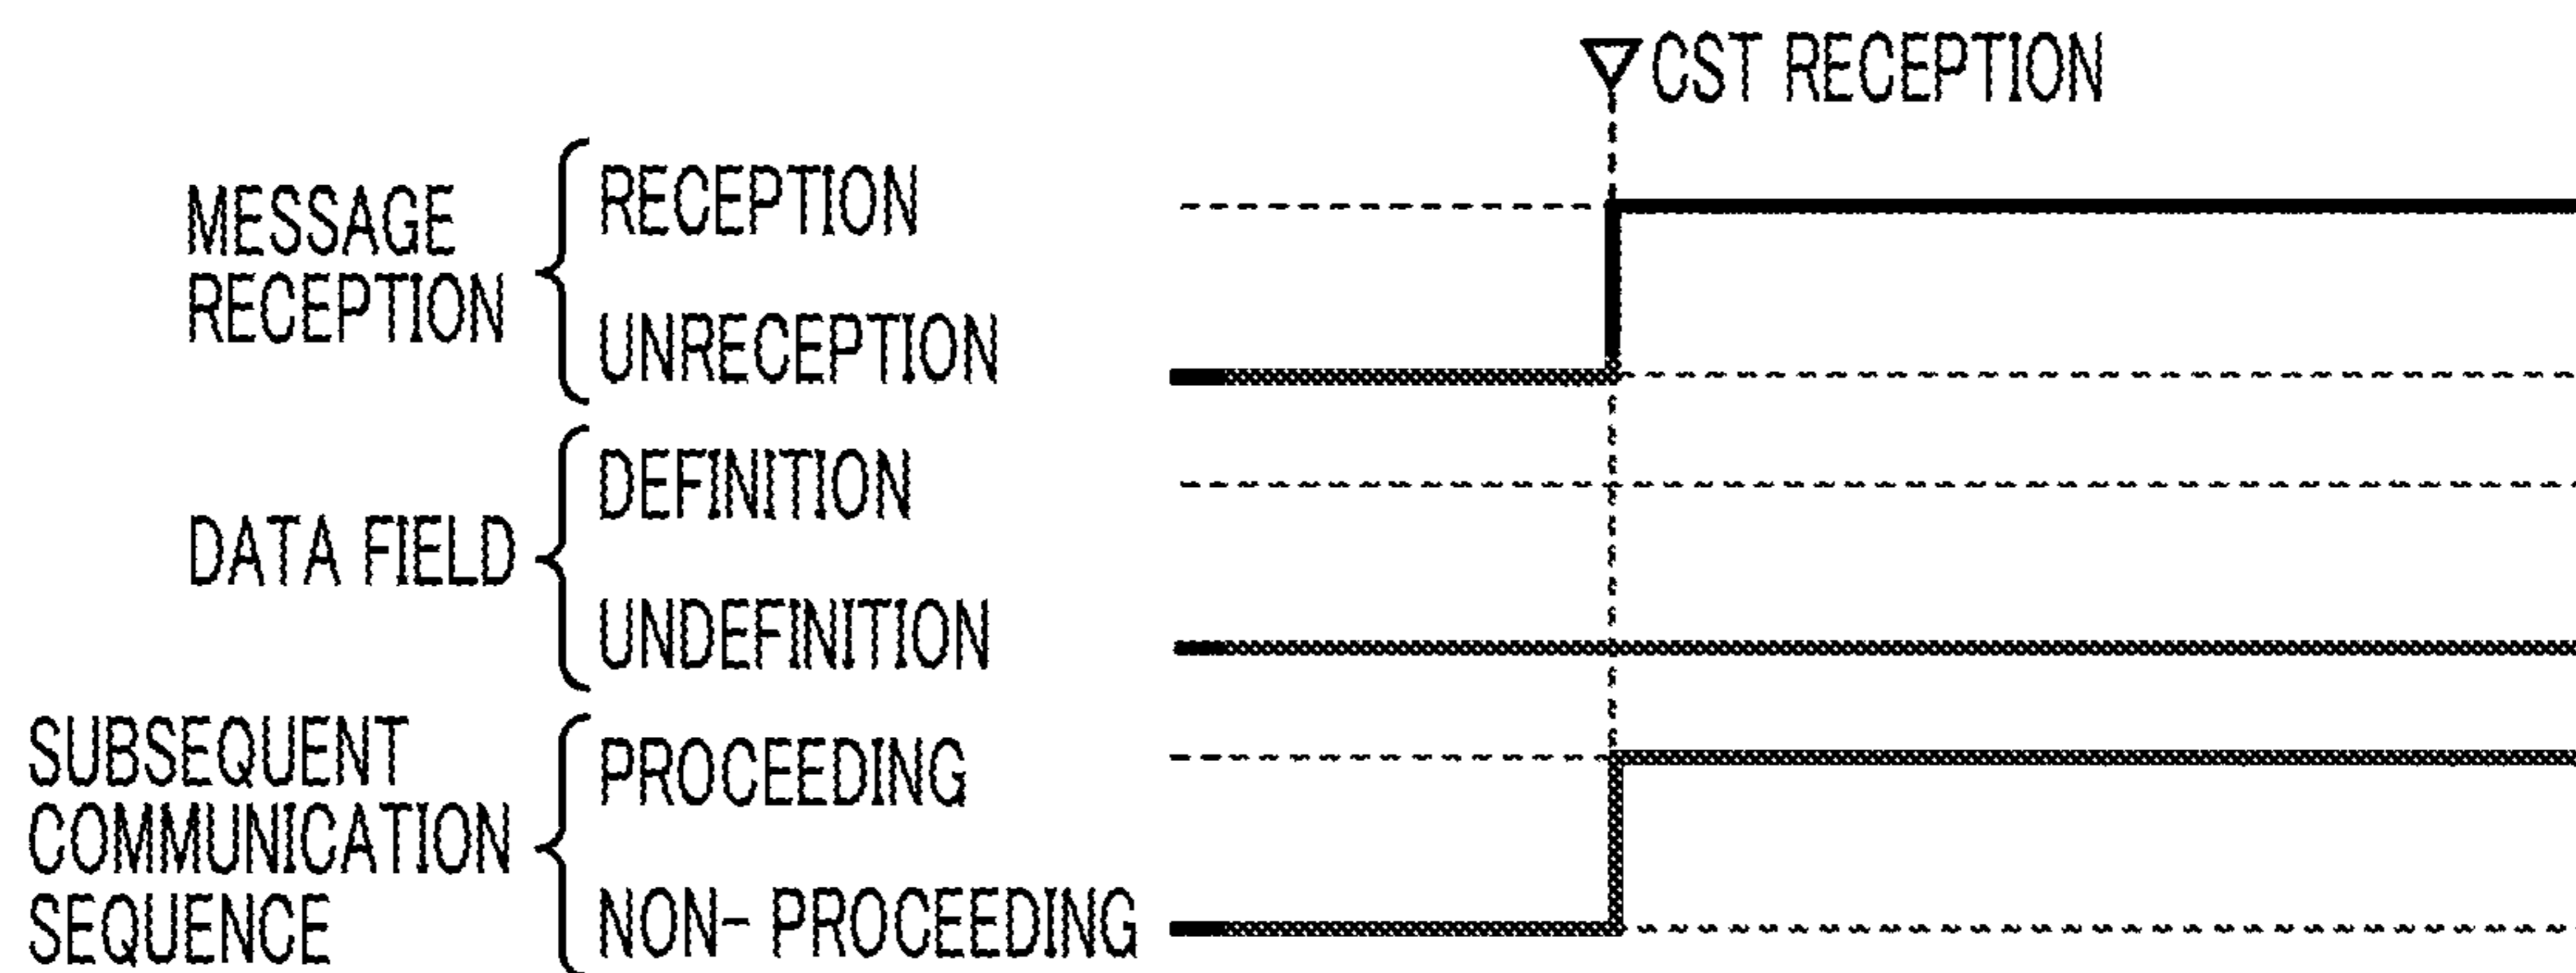 CST RECEPTION
MESSAGE
RECEPTION
RECEPTION
UNRECEPTION
DATA FIELD
DEFINITION
UNDEFINITION
SUBSEQUENT
COMMUNICATION
SEQUENCE
PROCEEDING
NON- PROCEEDING